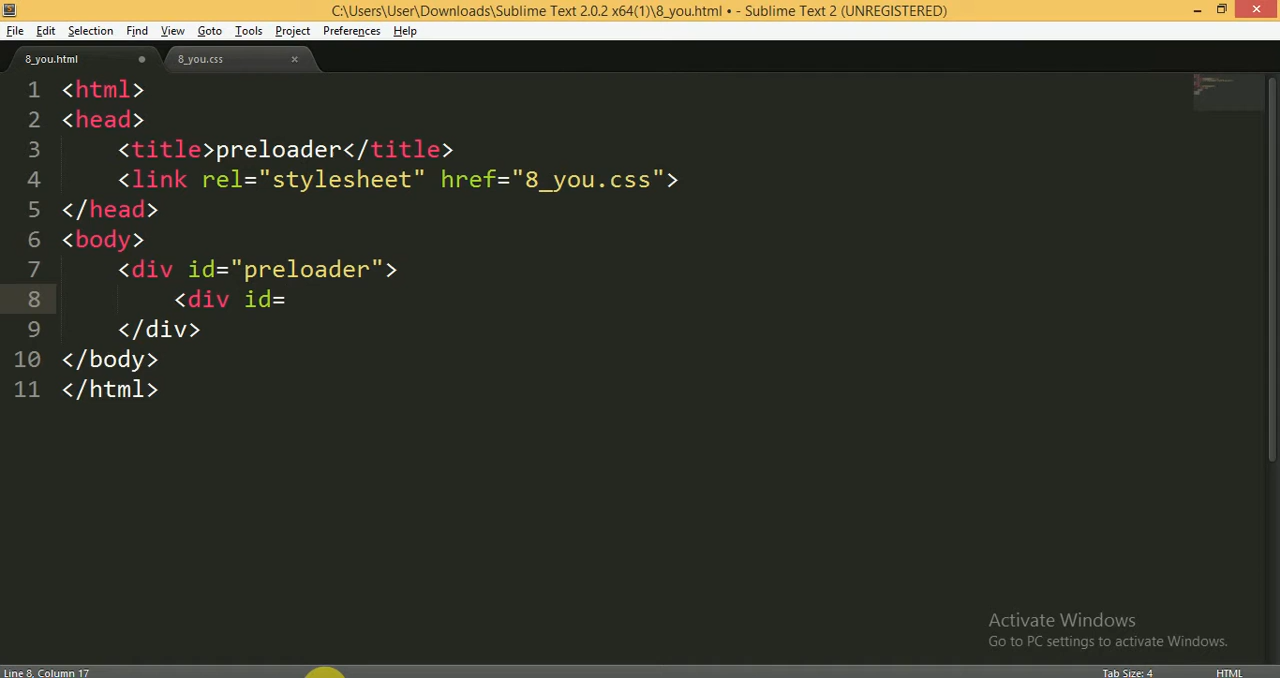 C:\Users\User\Downloads\Sublime Text 2.0.2 x64(1)\8_you.html • - Sublime Text 2 (UNREGISTERED)
File Edit Selection Find View Goto Tools Project Preferences Help
8_you.html 8_you.css
1 <html>
2 <head>
3 <title>preloader</title>
4 <link rel="stylesheet" href="8_you.css">
5 </head>
6 <body>
7 <div id="preloader">
8 <div id=
9 </div>
10 </body>
11 </html>
Activate Windows
Go to PC settings to activate Windows.
Line 8, Column 17 Tab Size: 4 HTML